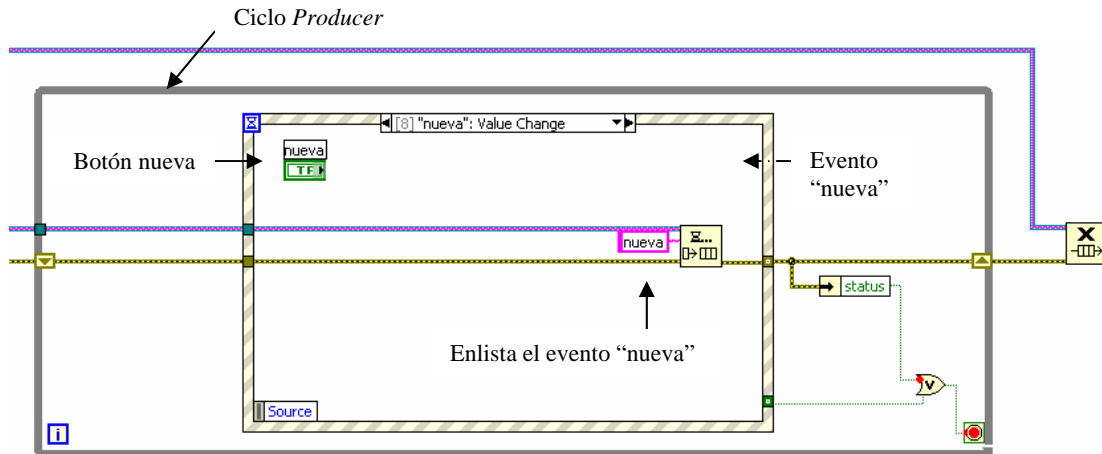 Ciclo Producer
[8] "nueva": Value Change
Botón nueva
nueva
TF
Evento
“nueva”
nueva
status
Enlista el evento “nueva”
V
Source
i
X